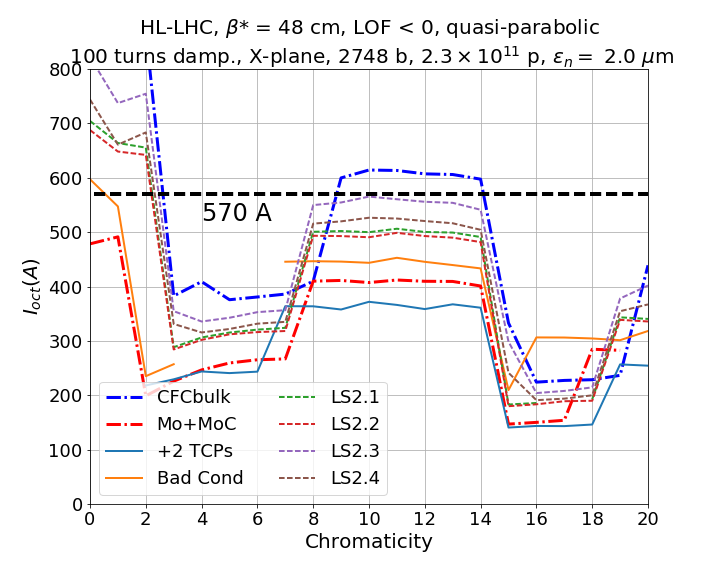 HL-LHC, β* = 48 cm, LOF < 0, quasi-parabolic
100 turns damp., X-plane, 2748 b, 2.3 × 10¹¹ p, εₙ = 2.0 μm
800
700
600
500
400
300
200
100
0
I_oct(A)
570 A
CFCbulk
Mo+MoC
+2 TCPs
Bad Cond
LS2.1
LS2.2
LS2.3
LS2.4
0 2 4 6 8 10 12 14 16 18 20
Chromaticity